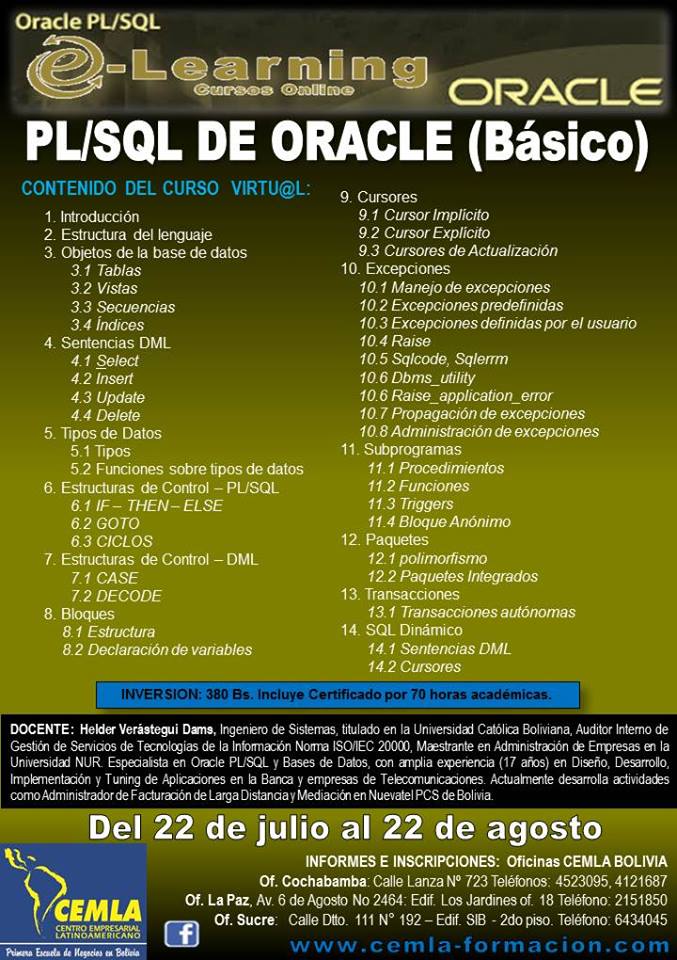 Oracle PL/SQL
e-Learning
Cursos Online
ORACLE
PL/SQL DE ORACLE (Básico)
CONTENIDO DEL CURSO VIRTU@L:
1. Introducción
2. Estructura del lenguaje
3. Objetos de la base de datos
3.1 Tablas
3.2 Vistas
3.3 Secuencias
3.4 Índices
4. Sentencias DML
4.1 Select
4.2 Insert
4.3 Update
4.4 Delete
5. Tipos de Datos
5.1 Tipos
5.2 Funciones sobre tipos de datos
6. Estructuras de Control – PL/SQL
6.1 IF – THEN – ELSE
6.2 GOTO
6.3 CICLOS
7. Estructuras de Control – DML
7.1 CASE
7.2 DECODE
8. Bloques
8.1 Estructura
8.2 Declaración de variables
9. Cursores
9.1 Cursor Implícito
9.2 Cursor Explícito
9.3 Cursores de Actualización
10. Excepciones
10.1 Manejo de excepciones
10.2 Excepciones predefinidas
10.3 Excepciones definidas por el usuario
10.4 Raise
10.5 Sqlcode, Sqlerrm
10.6 Dbms_utility
10.6 Raise_application_error
10.7 Propagación de excepciones
10.8 Administración de excepciones
11. Subprogramas
11.1 Procedimientos
11.2 Funciones
11.3 Triggers
11.4 Bloque Anónimo
12. Paquetes
12.1 polimorfismo
12.2 Paquetes Integrados
13. Transacciones
13.1 Transacciones autónomas
14. SQL Dinámico
14.1 Sentencias DML
14.2 Cursores
INVERSION: 380 Bs. Incluye Certificado por 70 horas académicas.
DOCENTE: Helder Verástegui Dams, Ingeniero de Sistemas, titulado en la Universidad Católica Boliviana, Auditor Interno de
Gestión de Servicios de Tecnologías de la Información Norma ISO/IEC 20000, Maestrante en Administración de Empresas en la
Universidad NUR. Especialista en Oracle PL/SQL y Bases de Datos, con amplia experiencia (17 años) en Diseño, Desarrollo,
Implementación y Tuning de Aplicaciones en la Banca y empresas de Telecomunicaciones. Actualmente desarrolla actividades
como Administrador de Facturación de Larga Distancia y Mediación en Nuevatel PCS de Bolivia.
Del 22 de julio al 22 de agosto
INFORMES E INSCRIPCIONES: Oficinas CEMLA BOLIVIA
Of. Cochabamba: Calle Lanza Nº 723 Teléfonos: 4523095, 4121687
Of. La Paz, Av. 6 de Agosto No 2464: Edif. Los Jardines of. 18 Teléfono: 2151850
Of. Sucre: Calle Dtto. 111 N° 192 – Edif. SIB - 2do piso. Teléfono: 6434045
www.cemla-formacion.com
CEMLA
CENTRO EMPRESARIAL
LATINOAMERICANO
Primera Escuela de Negocios en Bolivia
f